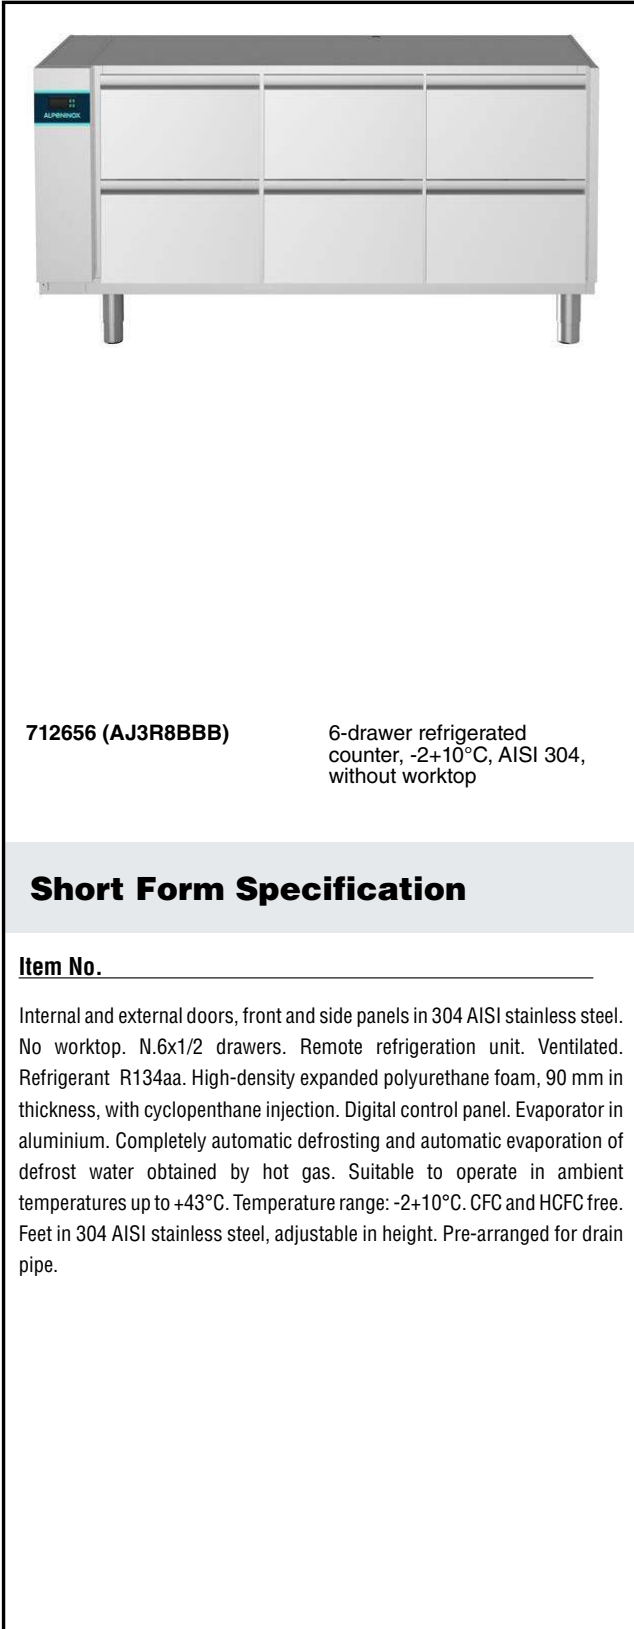 ALPENINOX
712656 (AJ3R8BBB)
6-drawer refrigerated
counter, -2+10°C, AISI 304,
without worktop
Short Form Specification
Item No.
Internal and external doors, front and side panels in 304 AISI stainless steel.
No worktop. N.6x1/2 drawers. Remote refrigeration unit. Ventilated.
Refrigerant R134aa. High-density expanded polyurethane foam, 90 mm in
thickness, with cyclopenthane injection. Digital control panel. Evaporator in
aluminium. Completely automatic defrosting and automatic evaporation of
defrost water obtained by hot gas. Suitable to operate in ambient
temperatures up to +43°C. Temperature range: -2+10°C. CFC and HCFC free.
Feet in 304 AISI stainless steel, adjustable in height. Pre-arranged for drain
pipe.